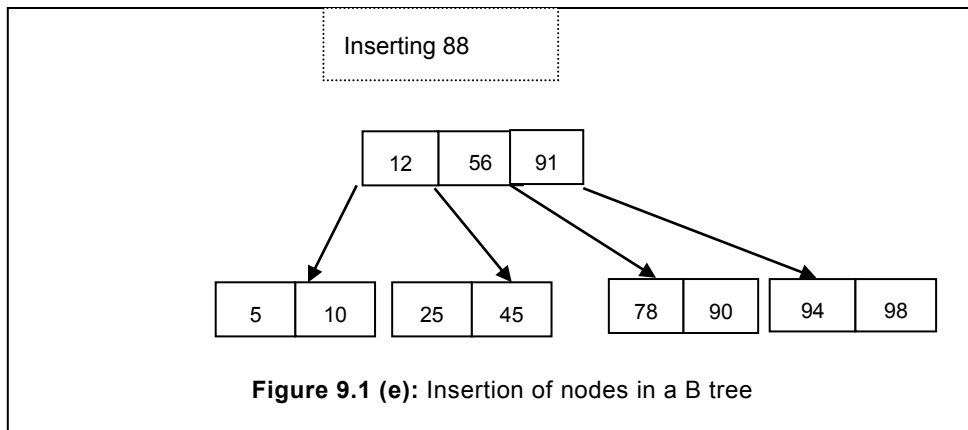 Inserting 88
12 56 91
5 10 25 45 78 90 94 98
Figure 9.1 (e): Insertion of nodes in a B tree